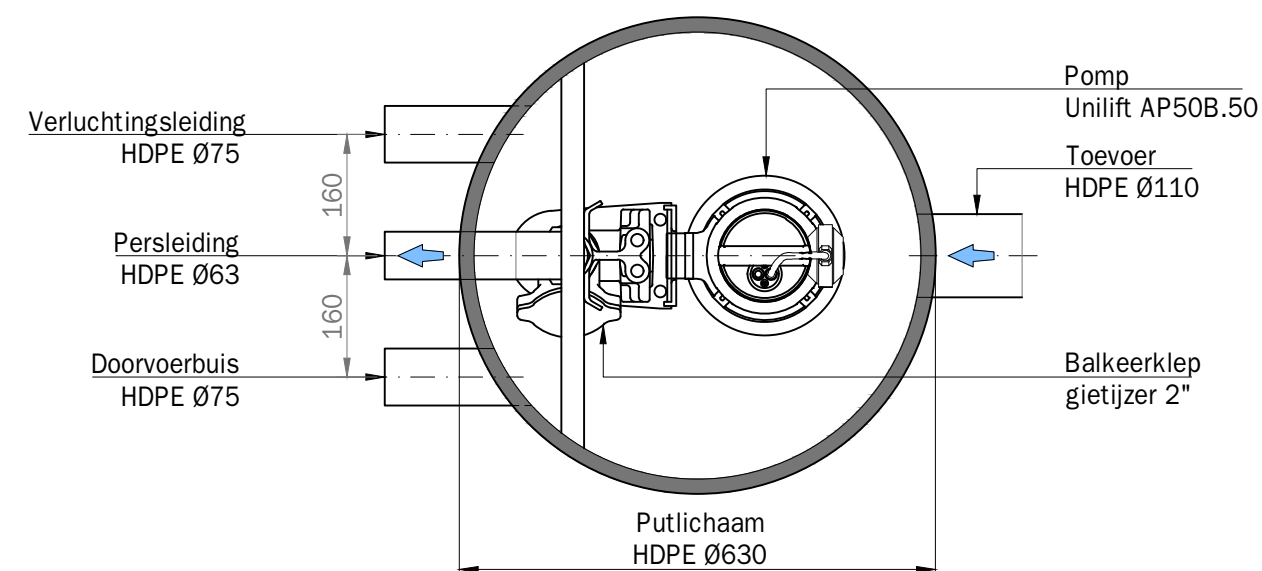 Verluchtingsleiding
HDPE Ø75
160
Persleiding
HDPE Ø63
160
Doorvoerbuis
HDPE Ø75
Pomp
Unilift AP50B.50
Toevoer
HDPE Ø110
Balkeerklep
gietijzer 2"
Putlichaam
HDPE Ø630